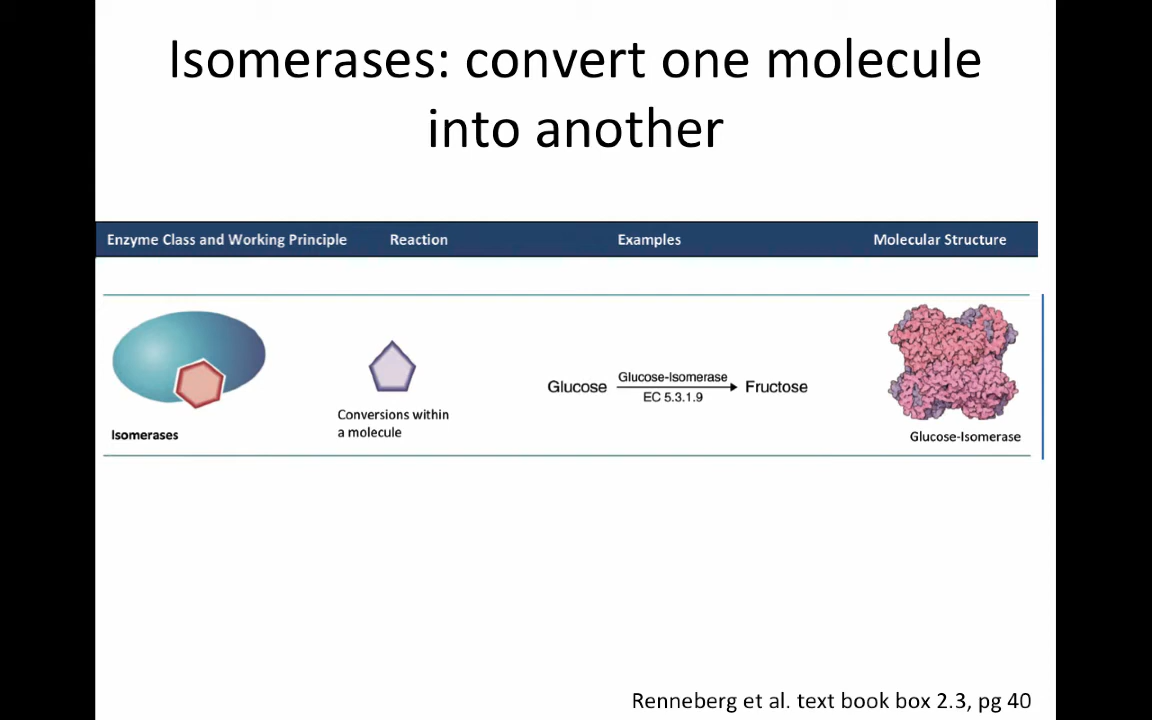 Isomerases: convert one molecule
into another
Enzyme Class and Working Principle Reaction Examples Molecular Structure
Isomerases
Conversions within
a molecule
Glucose Glucose-Isomerase Fructose
EC 5.3.1.9
Glucose-Isomerase
Renneberg et al. text book box 2.3, pg 40